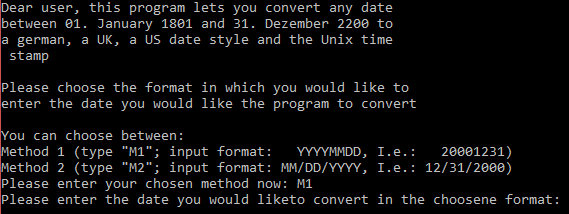 Dear user, this program lets you convert any date
between 01. January 1801 and 31. Dezember 2200 to
a german, a UK, a US date style and the Unix time
stamp
Please choose the format in which you would like to
enter the date you would like the program to convert
You can choose between:
Method 1 (type "M1"; input format:   YYYYMMDD, I.e.:   20001231)
Method 2 (type "M2"; input format: MM/DD/YYYY, I.e.: 12/31/2000)
Please enter your chosen method now: M1
Please enter the date you would liketo convert in the choosene format: